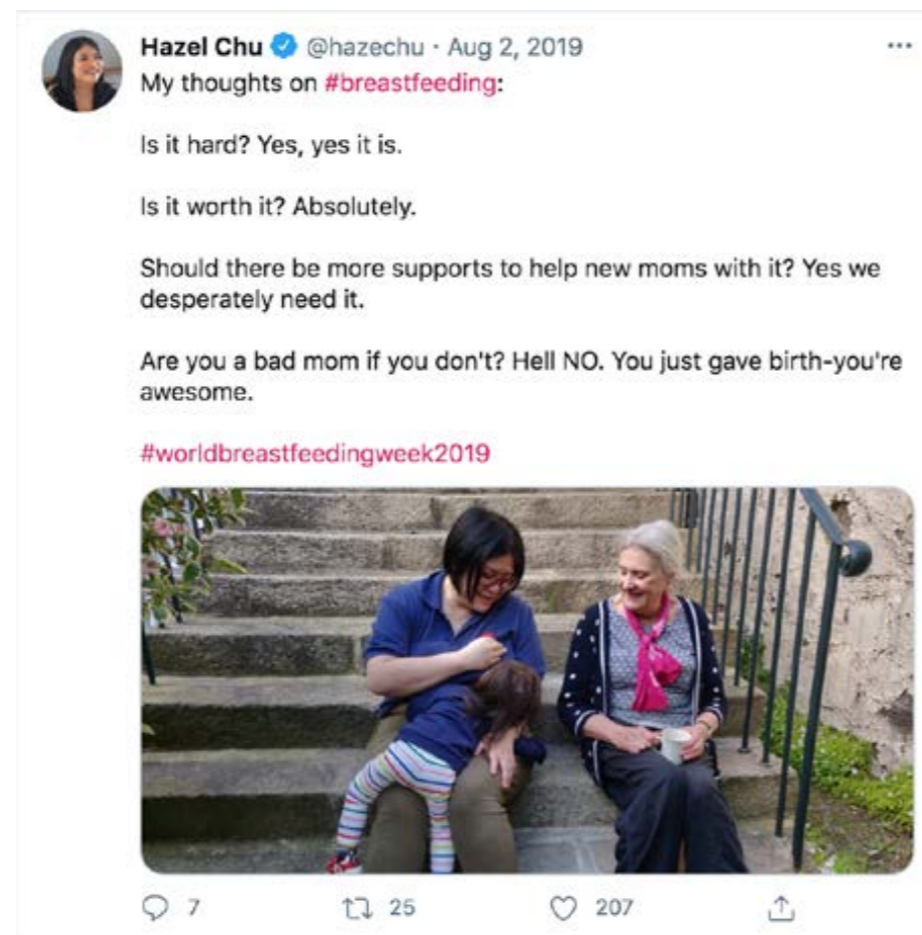 Hazel Chu @hazechu · Aug 2, 2019
My thoughts on #breastfeeding:
Is it hard? Yes, yes it is.
Is it worth it? Absolutely.
Should there be more supports to help new moms with it? Yes we
desperately need it.
Are you a bad mom if you don't? Hell NO. You just gave birth-you're
awesome.
#worldbreastfeedingweek2019
7 25 207